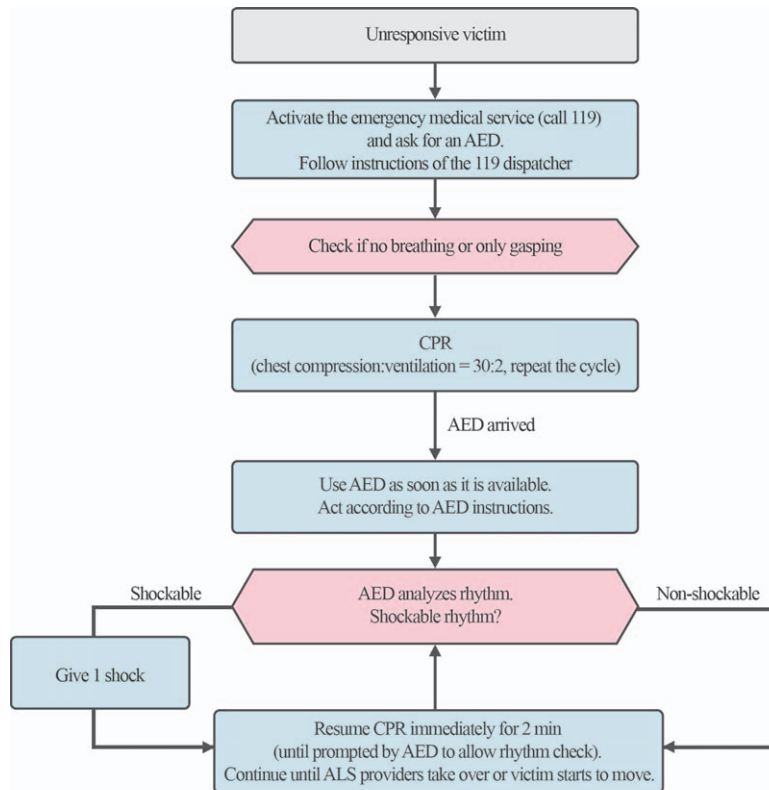 Unresponsive victim
Activate the emergency medical service (call 119)
and ask for an AED.
Follow instructions of the 119 dispatcher
Check if no breathing or only gasping
CPR
(chest compression:ventilation = 30:2, repeat the cycle)
AED arrived
Use AED as soon as it is available.
Act according to AED instructions.
Shockable
AED analyzes rhythm.
Shockable rhythm?
Non-shockable
Give 1 shock
Resume CPR immediately for 2 min
(until prompted by AED to allow rhythm check).
Continue until ALS providers take over or victim starts to move.